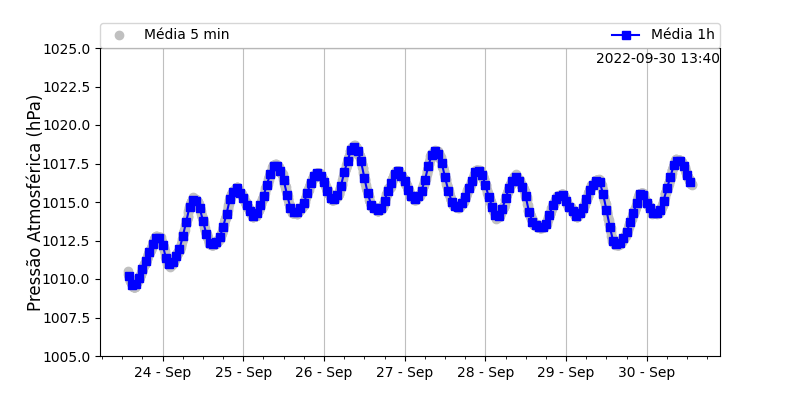 Média 5 min
Média 1h
2022-09-30 13:40
Pressão Atmosférica (hPa)
1025.0
1022.5
1020.0
1017.5
1015.0
1012.5
1010.0
1007.5
1005.0
24 - Sep
25 - Sep
26 - Sep
27 - Sep
28 - Sep
29 - Sep
30 - Sep